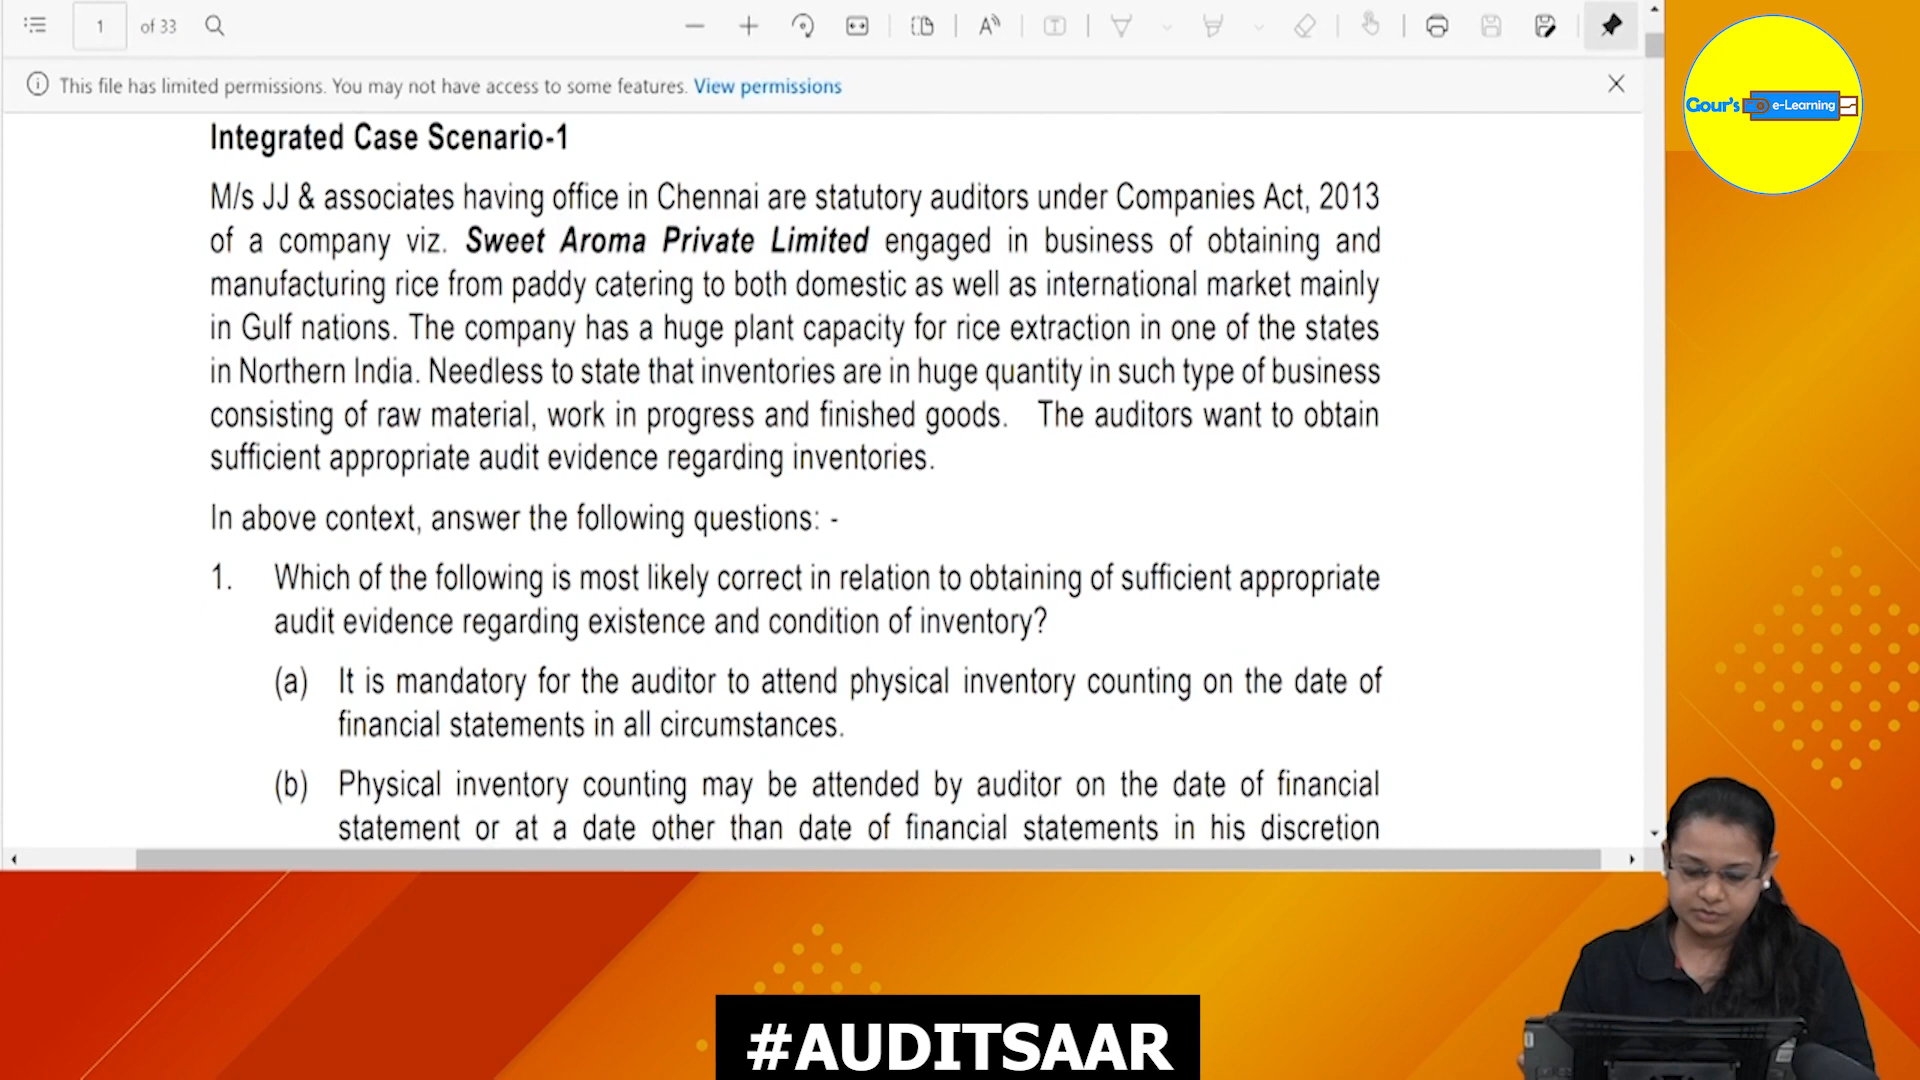 1 of 33
This file has limited permissions. You may not have access to some features. View permissions
Gour's e-Learning
Integrated Case Scenario-1
M/s JJ & associates having office in Chennai are statutory auditors under Companies Act, 2013
of a company viz. Sweet Aroma Private Limited engaged in business of obtaining and
manufacturing rice from paddy catering to both domestic as well as international market mainly
in Gulf nations. The company has a huge plant capacity for rice extraction in one of the states
in Northern India. Needless to state that inventories are in huge quantity in such type of business
consisting of raw material, work in progress and finished goods. The auditors want to obtain
sufficient appropriate audit evidence regarding inventories.
In above context, answer the following questions: -
1. Which of the following is most likely correct in relation to obtaining of sufficient appropriate
audit evidence regarding existence and condition of inventory?
(a) It is mandatory for the auditor to attend physical inventory counting on the date of
financial statements in all circumstances.
(b) Physical inventory counting may be attended by auditor on the date of financial
statement or at a date other than date of financial statements in his discretion
#AUDITSAAR